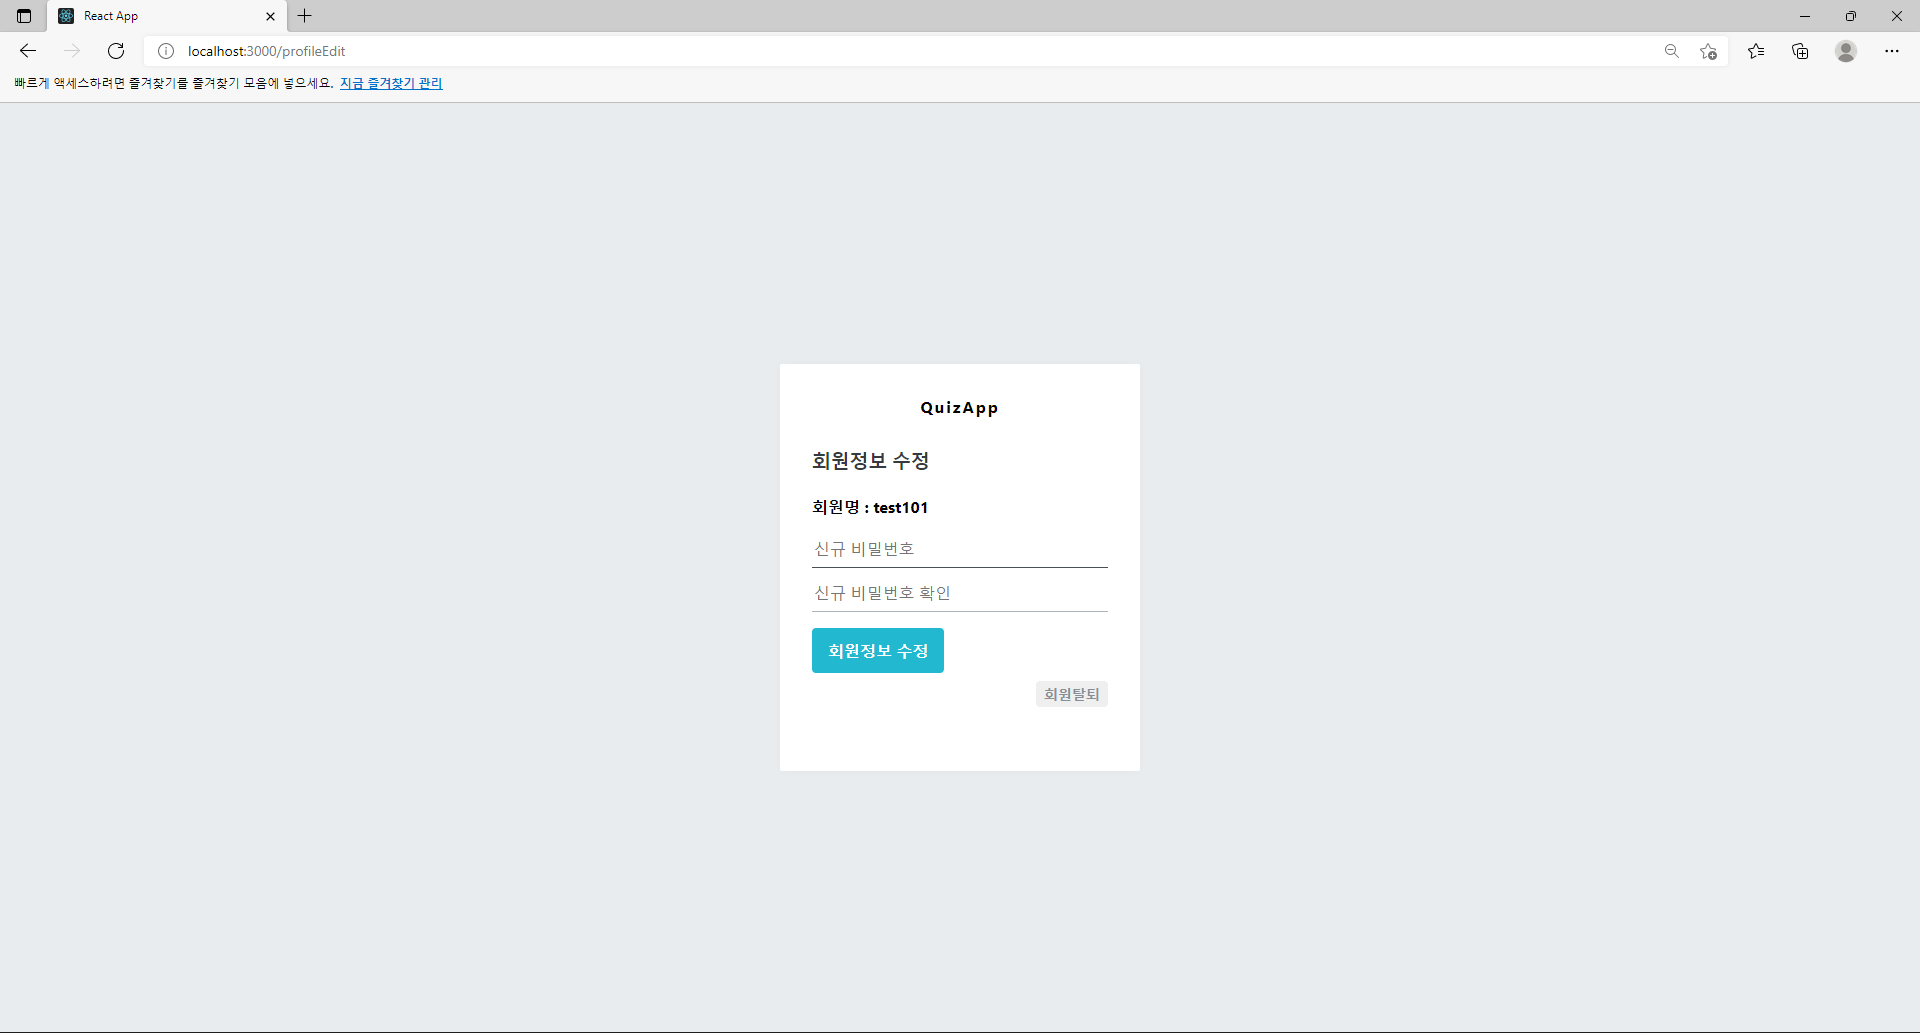 React App
localhost:3000/profileEdit
빠르게 액세스하려면 즐겨찾기를 즐겨찾기 모음에 넣으세요. 지금 즐겨찾기 관리
QuizApp
회원정보 수정
회원명 : test101
신규 비밀번호
신규 비밀번호 확인
회원정보 수정
회원탈퇴